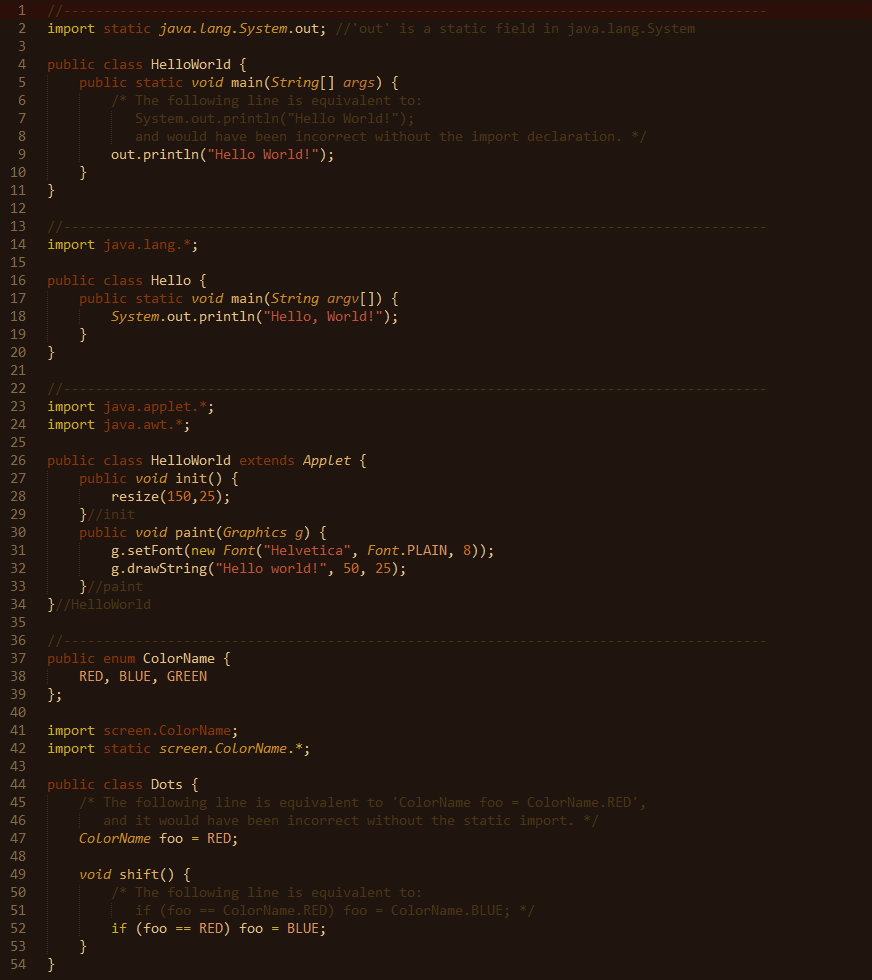 1 //----------------------------------------------------------------------------------------
2 import static java.lang.System.out; //'out' is a static field in java.lang.System
3
4 public class HelloWorld {
5     public static void main(String[] args) {
6         /* The following line is equivalent to:
7            System.out.println("Hello World!");
8            and would have been incorrect without the import declaration. */
9         out.println("Hello World!");
10     }
11 }
12
13 //----------------------------------------------------------------------------------------
14 import java.lang.*;
15
16 public class Hello {
17     public static void main(String argv[]) {
18         System.out.println("Hello, World!");
19     }
20 }
21
22 //----------------------------------------------------------------------------------------
23 import java.applet.*;
24 import java.awt.*;
25
26 public class HelloWorld extends Applet {
27     public void init() {
28         resize(150,25);
29     }//init
30     public void paint(Graphics g) {
31         g.setFont(new Font("Helvetica", Font.PLAIN, 8));
32         g.drawString("Hello world!", 50, 25);
33     }//paint
34 }//HelloWorld
35
36 //----------------------------------------------------------------------------------------
37 public enum ColorName {
38     RED, BLUE, GREEN
39 };
40
41 import screen.ColorName;
42 import static screen.ColorName.*;
43
44 public class Dots {
45     /* The following line is equivalent to 'ColorName foo = ColorName.RED',
46        and it would have been incorrect without the static import. */
47     ColorName foo = RED;
48
49     void shift() {
50         /* The following line is equivalent to:
51            if (foo == ColorName.RED) foo = ColorName.BLUE; */
52         if (foo == RED) foo = BLUE;
53     }
54 }